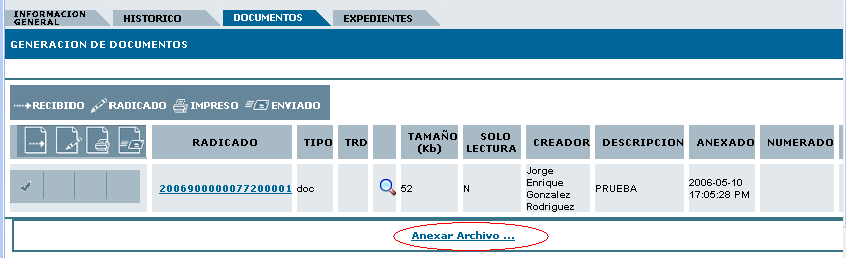 INFORMACION
GENERAL
HISTORICO
DOCUMENTOS
EXPEDIENTES
GENERACION DE DOCUMENTOS
RECIBIDO RADICADO IMPRESO ENVIADO
RADICADO TIPO TRD TAMAÑO (Kb) SOLO LECTURA CREADOR DESCRIPCION ANEXADO NUMERADO
2006900000077200001 doc 52 N Jorge Enrique Gonzalez Rodriguez PRUEBA 2006-05-10 17:05:28 PM
Anexar Archivo ...